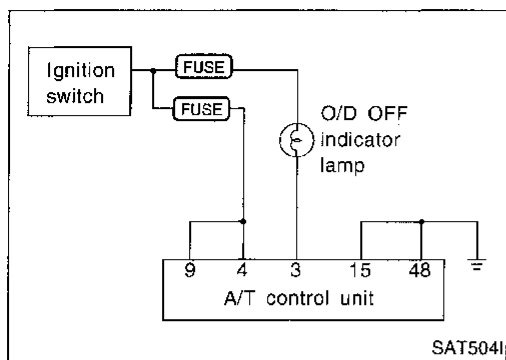 Ignition
switch
FUSE
FUSE
O/D OFF
indicator
lamp
9 4 3 15 48
A/T control unit
SAT504I